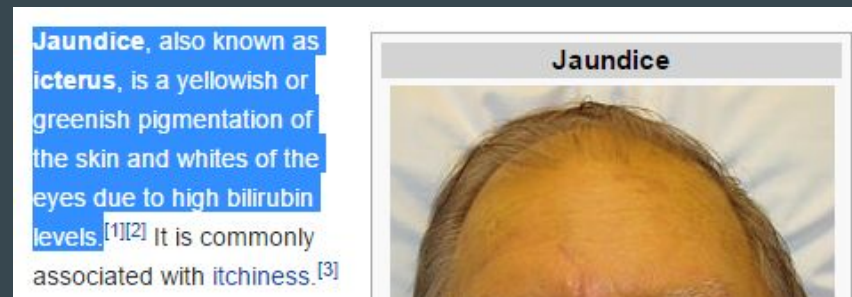 Jaundice, also known as
icterus, is a yellowish or
greenish pigmentation of
the skin and whites of the
eyes due to high bilirubin
levels.[1][2] It is commonly
associated with itchiness.[3]
Jaundice